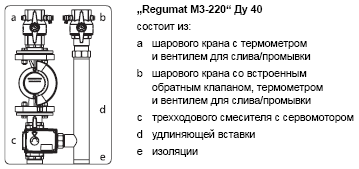 „Regumat M3-220“ Ду 40
состоит из:
a шарового крана с термометром
и вентилем для слива/промывки
b шарового крана со встроенным
обратным клапаном, термометром
и вентилем для слива/промывки
c трехходового смесителя с сервомотором
d удлиняющей вставки
e изоляции
a
b
c
d
e